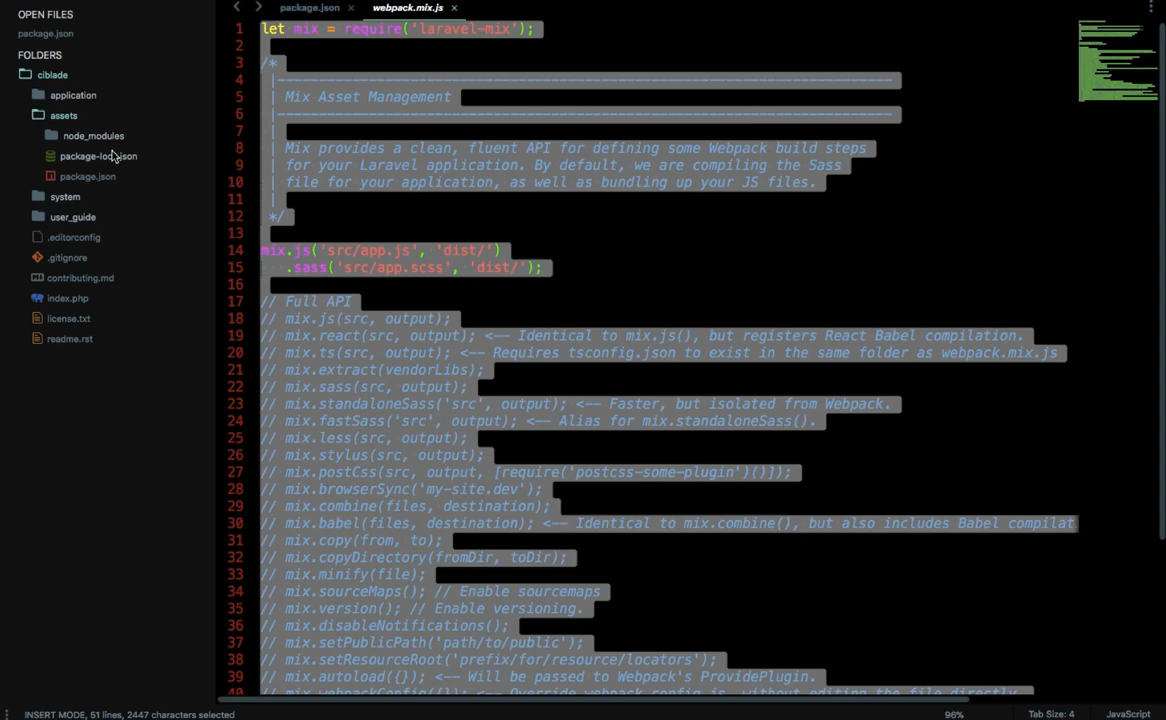 OPEN FILES
package.json
FOLDERS
ciblade
application
assets
node_modules
package-lock.json
package.json
system
user_guide
.editorconfig
.gitignore
contributing.md
index.php
license.txt
readme.rst
package.json
webpack.mix.js
1 let mix = require('laravel-mix');
2
3 /*
4 |--------------------------------------------------------------------------
5 | Mix Asset Management
6 |--------------------------------------------------------------------------
7 |
8 | Mix provides a clean, fluent API for defining some Webpack build steps
9 | for your Laravel application. By default, we are compiling the Sass
10 | file for your application, as well as bundling up your JS files.
11 |
12 */
13
14 mix.js('src/app.js', 'dist/')
15 .sass('src/app.scss', 'dist/');
16
17 // Full API
18 // mix.js(src, output);
19 // mix.react(src, output); <-- Identical to mix.js(), but registers React Babel compilation.
20 // mix.ts(src, output); <-- Requires tsconfig.json to exist in the same folder as webpack.mix.js
21 // mix.extract(vendorLibs);
22 // mix.sass(src, output);
23 // mix.standaloneSass('src', output); <-- Faster, but isolated from Webpack.
24 // mix.fastSass('src', output); <-- Alias for mix.standaloneSass().
25 // mix.less(src, output);
26 // mix.stylus(src, output);
27 // mix.postCss(src, output, [require('postcss-some-plugin')()]);
28 // mix.browserSync('my-site.dev');
29 // mix.combine(files, destination);
30 // mix.babel(files, destination); <-- Identical to mix.combine(), but also includes Babel compilat
31 // mix.copy(from, to);
32 // mix.copyDirectory(fromDir, toDir);
33 // mix.minify(file);
34 // mix.sourceMaps(); // Enable sourcemaps
35 // mix.version(); // Enable versioning.
36 // mix.disableNotifications();
37 // mix.setPublicPath('path/to/public');
38 // mix.setResourceRoot('prefix/for/resource/locators');
39 // mix.autoload({}); <-- Will be passed to Webpack's ProvidePlugin.
40 // mix.webpackConfig({}); <-- Override webpack.config.js, without editing the file directly.
INSERT MODE, 51 lines, 2447 characters selected
96%
Tab Size: 4
JavaScript